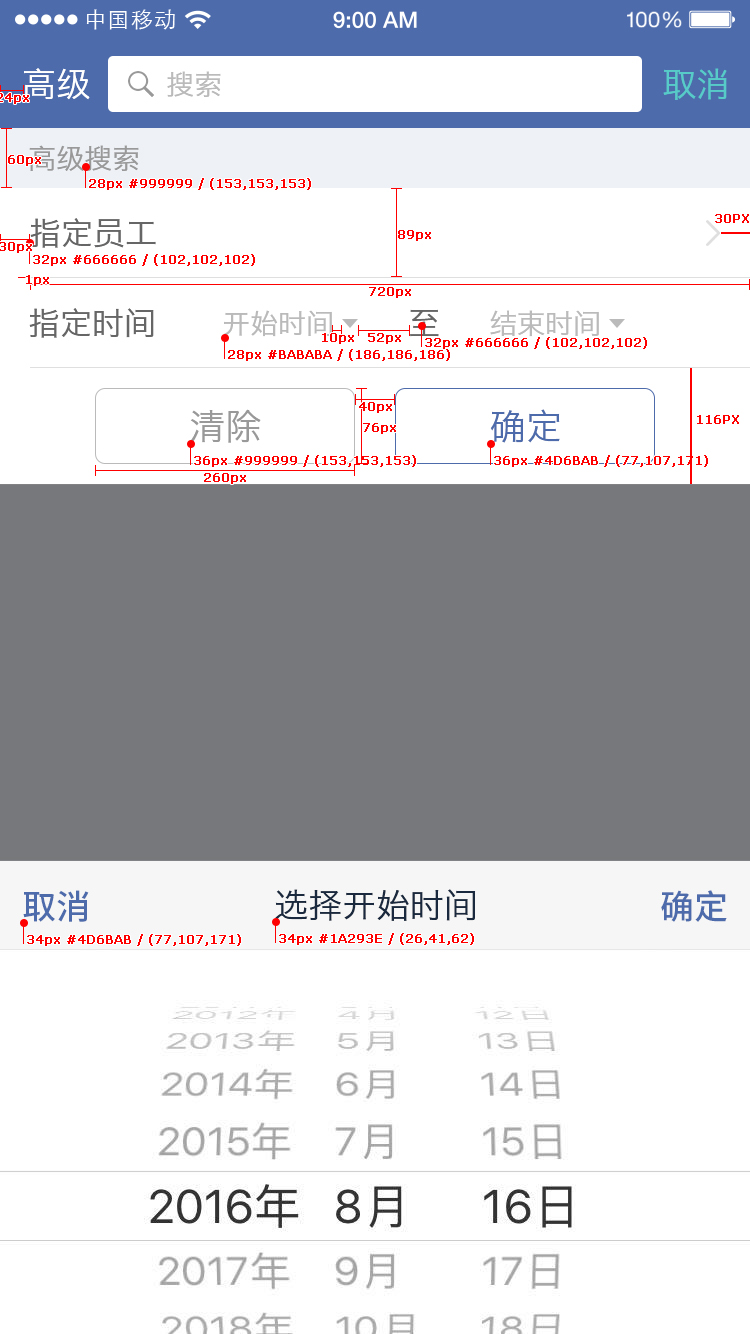 中国移动 9:00 AM 100%
高级 搜索 取消
24px
高级搜索
60px
28px #999999 / (153,153,153)
指定员工
30PX
89px
30px
32px #666666 / (102,102,102)
1px
720px
指定时间 开始时间 至 结束时间
10px 52px
32px #666666 / (102,102,102)
28px #BABABA / (186,186,186)
40px
清除 确定
76px
116PX
36px #999999 / (153,153,153)
36px #4D6BAB / (77,107,171)
260px
取消 选择开始时间 确定
34px #4D6BAB / (77,107,171)
34px #1A293E / (26,41,62)
2012年 4月 12日
2013年 5月 13日
2014年 6月 14日
2015年 7月 15日
2016年 8月 16日
2017年 9月 17日
2018年 10月 18日